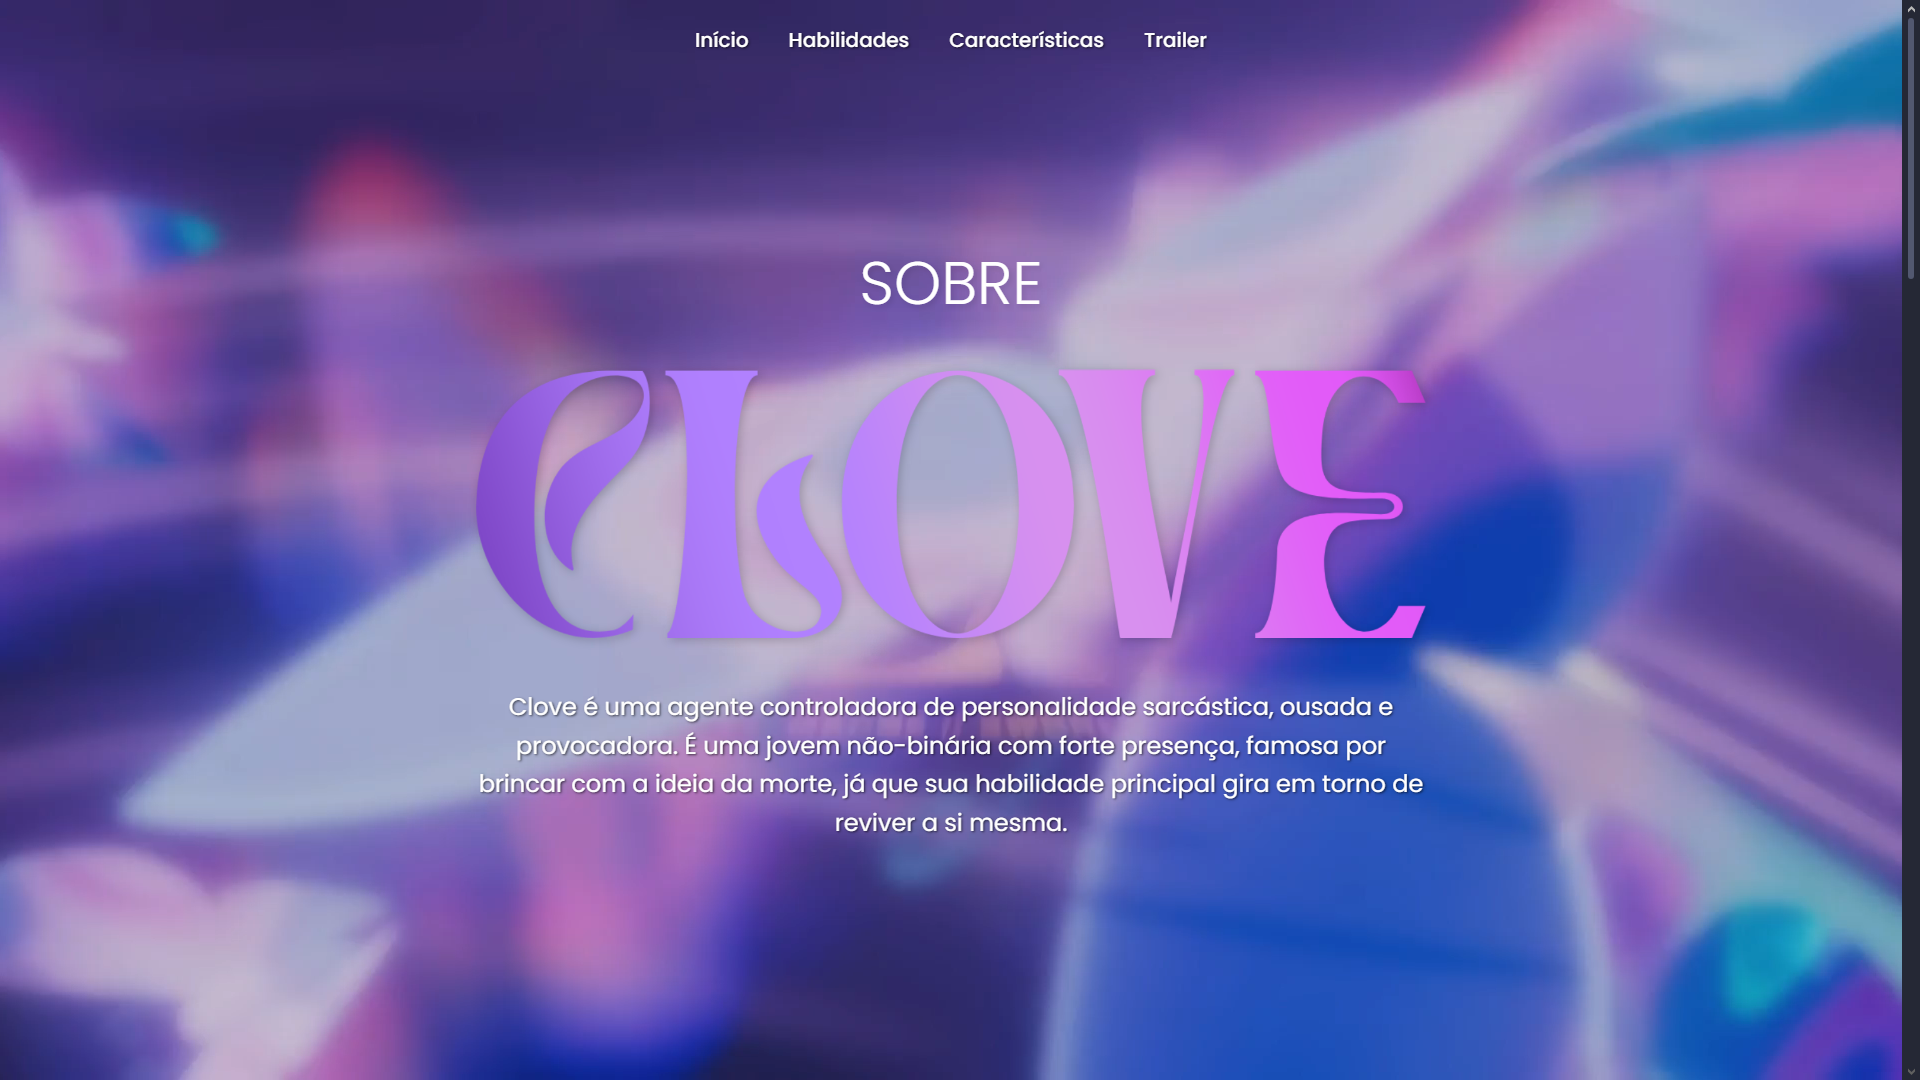 Início Habilidades Características Trailer
SOBRE
CLOVE
Clove é uma agente controladora de personalidade sarcástica, ousada e
provocadora. É uma jovem não-binária com forte presença, famosa por
brincar com a ideia da morte, já que sua habilidade principal gira em torno de
reviver a si mesma.